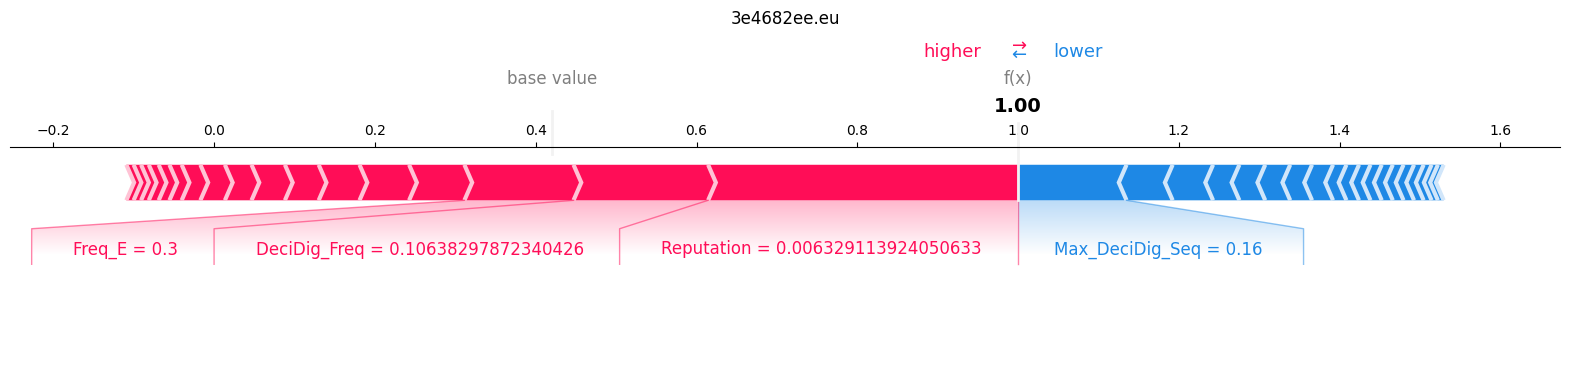 3e4682ee.eu
higher ⇄ lower
base value f(x)
1.00
−0.2 0.0 0.2 0.4 0.6 0.8 1.0 1.2 1.4 1.6
Freq_E = 0.3 DeciDig_Freq = 0.10638297872340426 Reputation = 0.006329113924050633 Max_DeciDig_Seq = 0.16